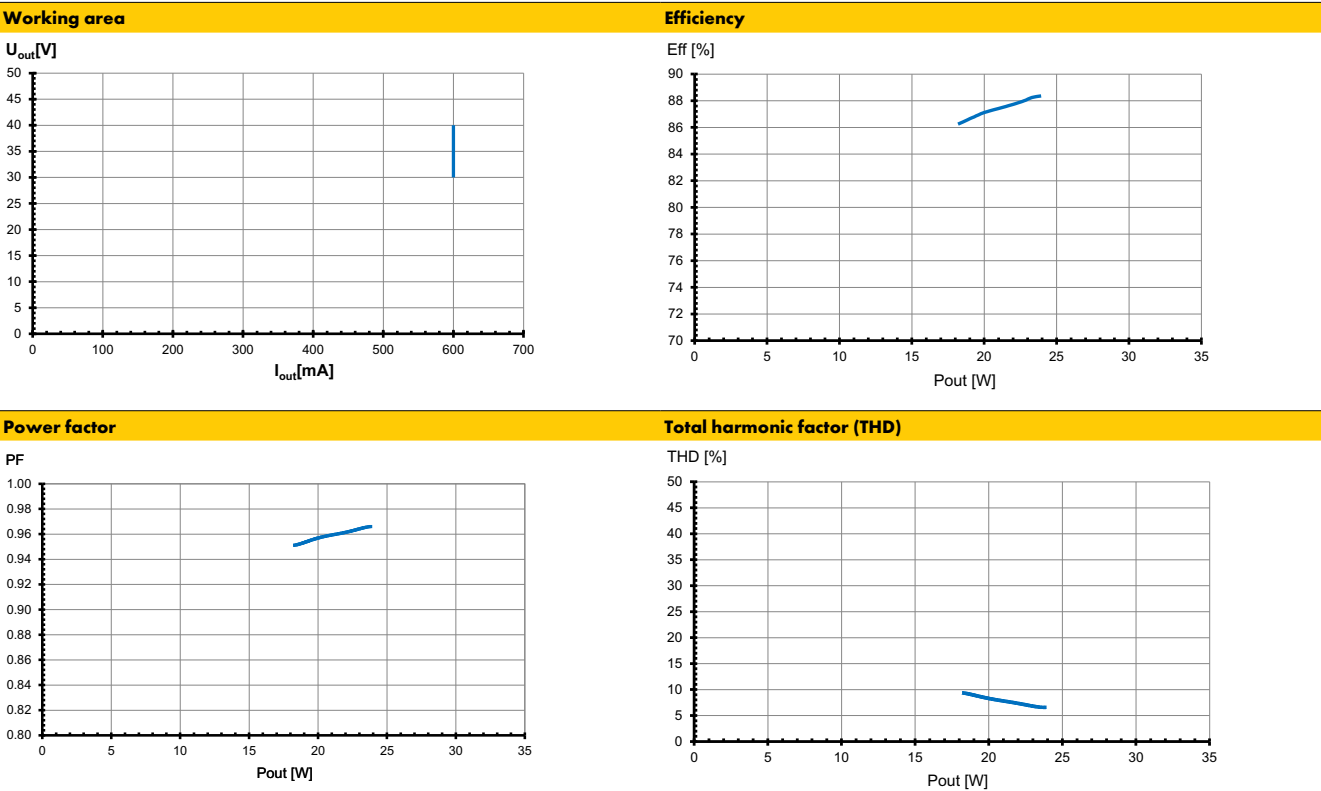 Working area
U_out[V]
50
45
40
35
30
25
20
15
10
5
0
0 100 200 300 400 500 600 700
I_out[mA]
Efficiency
Eff [%]
90
88
86
84
82
80
78
76
74
72
70
0 5 10 15 20 25 30 35
Pout [W]
Power factor
PF
1.00
0.98
0.96
0.94
0.92
0.90
0.88
0.86
0.84
0.82
0.80
0 5 10 15 20 25 30 35
Pout [W]
Total harmonic factor (THD)
THD [%]
50
45
40
35
30
25
20
15
10
5
0
0 5 10 15 20 25 30 35
Pout [W]